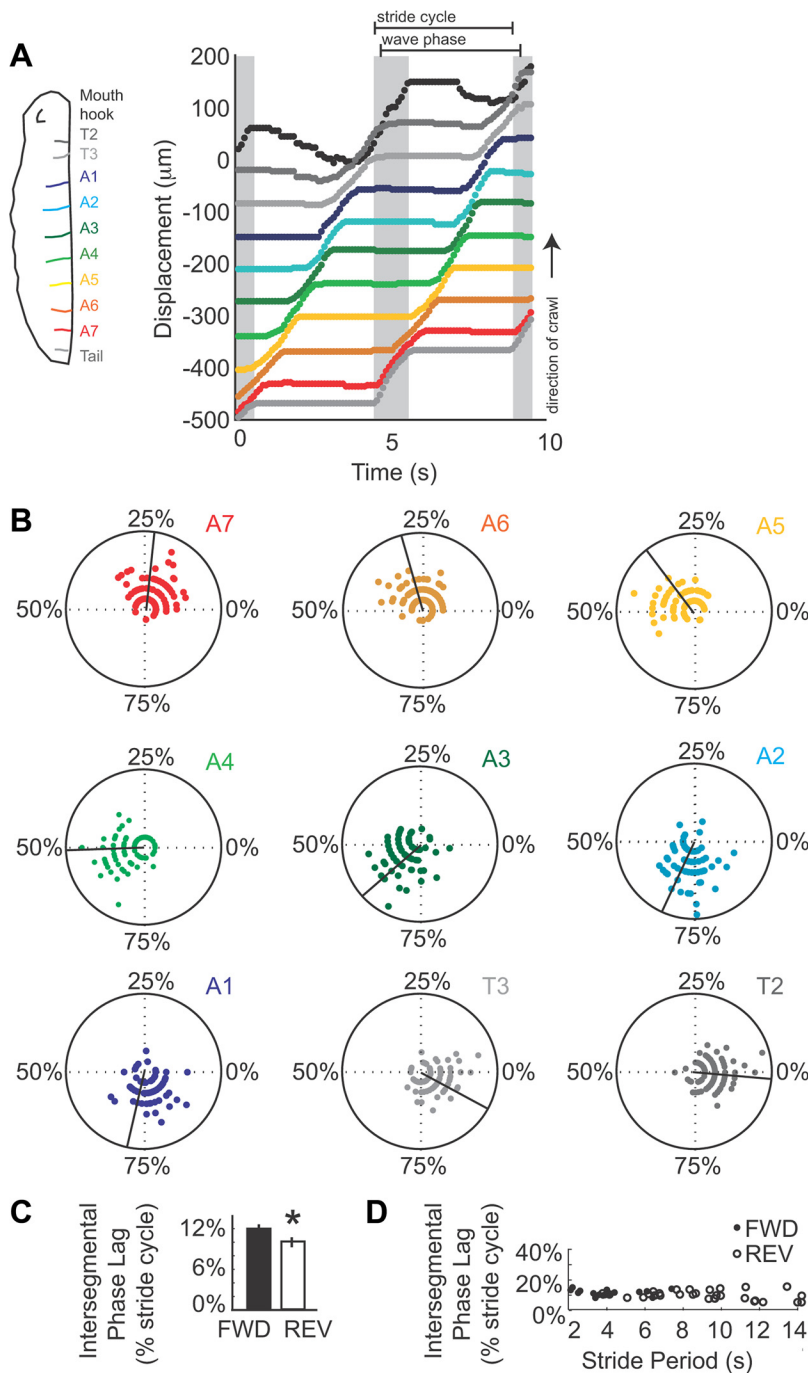 stride cycle
wave phase
A
Mouth
hook
T2
T3
A1
A2
A3
A4
A5
A6
A7
Tail
Displacement (μm)
200
100
0
-100
-200
-300
-400
-500
0
5
10
Time (s)
direction of crawl
B
25%
A7
50%
0%
75%
25%
A6
50%
0%
75%
25%
A5
50%
0%
75%
25%
A4
50%
0%
75%
25%
A3
50%
0%
75%
25%
A2
50%
0%
75%
25%
A1
50%
0%
75%
25%
T3
50%
0%
75%
25%
T2
50%
0%
75%
C
Intersegmental
Phase Lag
(% stride cycle)
12%
6%
0%
*
FWD REV
D
Intersegmental
Phase Lag
(% stride cycle)
FWD
REV
40%
20%
0%
2 4 6 8 10 12 14
Stride Period (s)